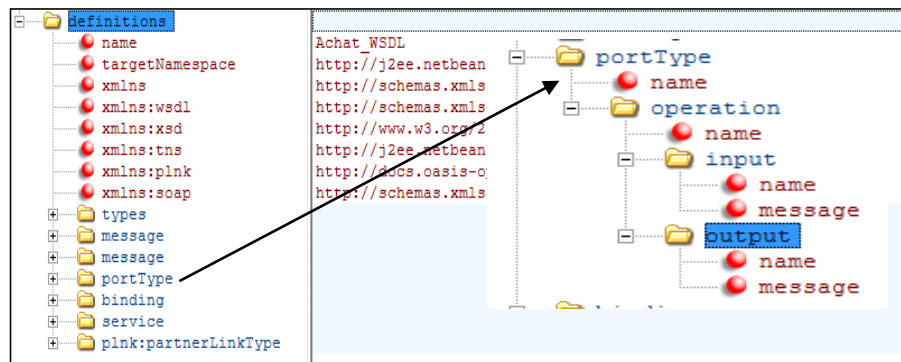 definitions
name Achat_WSDL
targetNamespace http://j2ee.netbean
xmlns http://schemas.xmls
xmlns:wsdl http://schemas.xmls
xmlns:xsd http://www.w3.org/2
xmlns:tns http://j2ee.netbean
xmlns:plnk http://docs.oasis-o
xmlns:soap http://schemas.xmls
types
message
message
portType
binding
service
plnk:partnerLinkType
portType
name
operation
name
input
name
message
output
name
message